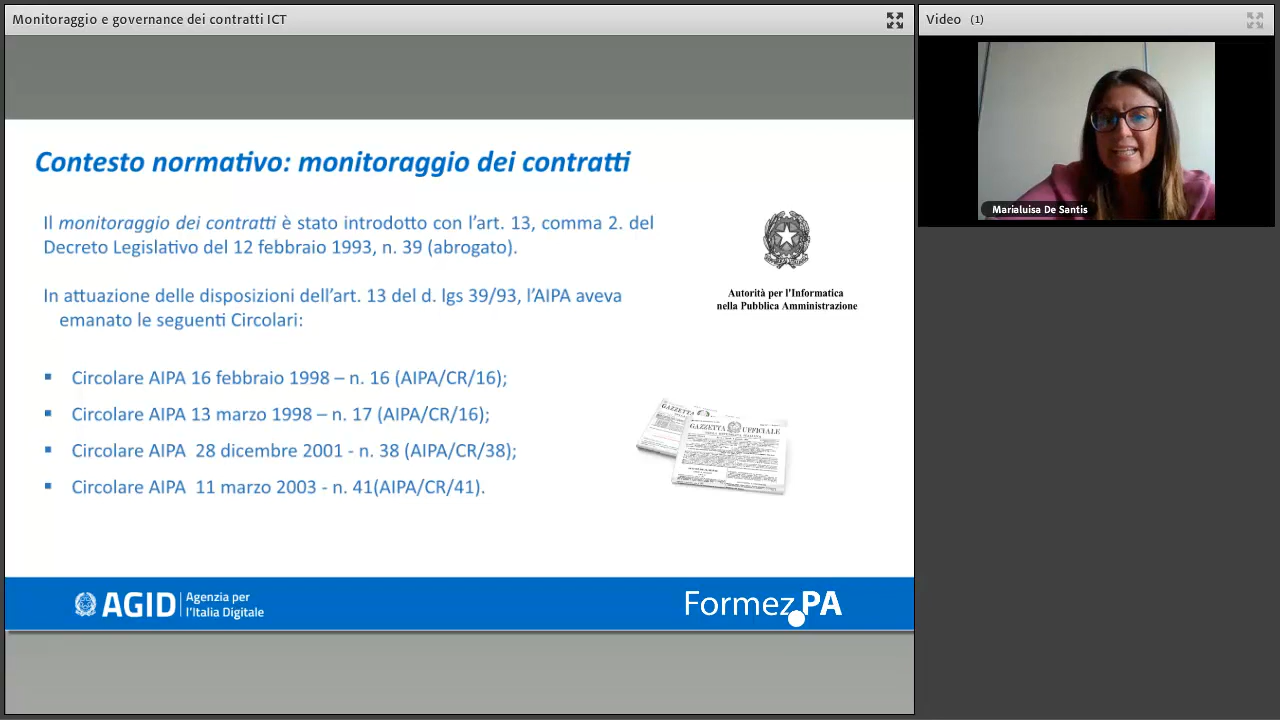 Monitoraggio e governance dei contratti ICT
Video (1)
Marialuisa De Santis
Contesto normativo: monitoraggio dei contratti
Il monitoraggio dei contratti è stato introdotto con l'art. 13, comma 2. del
Decreto Legislativo del 12 febbraio 1993, n. 39 (abrogato).
In attuazione delle disposizioni dell'art. 13 del d. lgs 39/93, l'AIPA aveva
emanato le seguenti Circolari:
▪ Circolare AIPA 16 febbraio 1998 – n. 16 (AIPA/CR/16);
▪ Circolare AIPA 13 marzo 1998 – n. 17 (AIPA/CR/16);
▪ Circolare AIPA 28 dicembre 2001 - n. 38 (AIPA/CR/38);
▪ Circolare AIPA 11 marzo 2003 - n. 41(AIPA/CR/41).
Autorità per l'Informatica
nella Pubblica Amministrazione
GAZZETTA
GAZZETTA UFFICIALE
AGID
Agenzia per
l'Italia Digitale
Formez PA